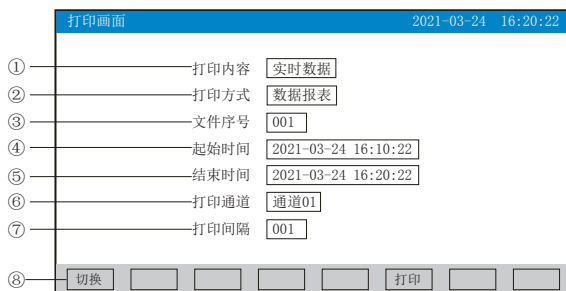 打印画面 2021-03-24 16:20:22
① 打印内容 实时数据
② 打印方式 数据报表
③ 文件序号 001
④ 起始时间 2021-03-24 16:10:22
⑤ 结束时间 2021-03-24 16:20:22
⑥ 打印通道 通道01
⑦ 打印间隔 001
⑧ 切换 打印